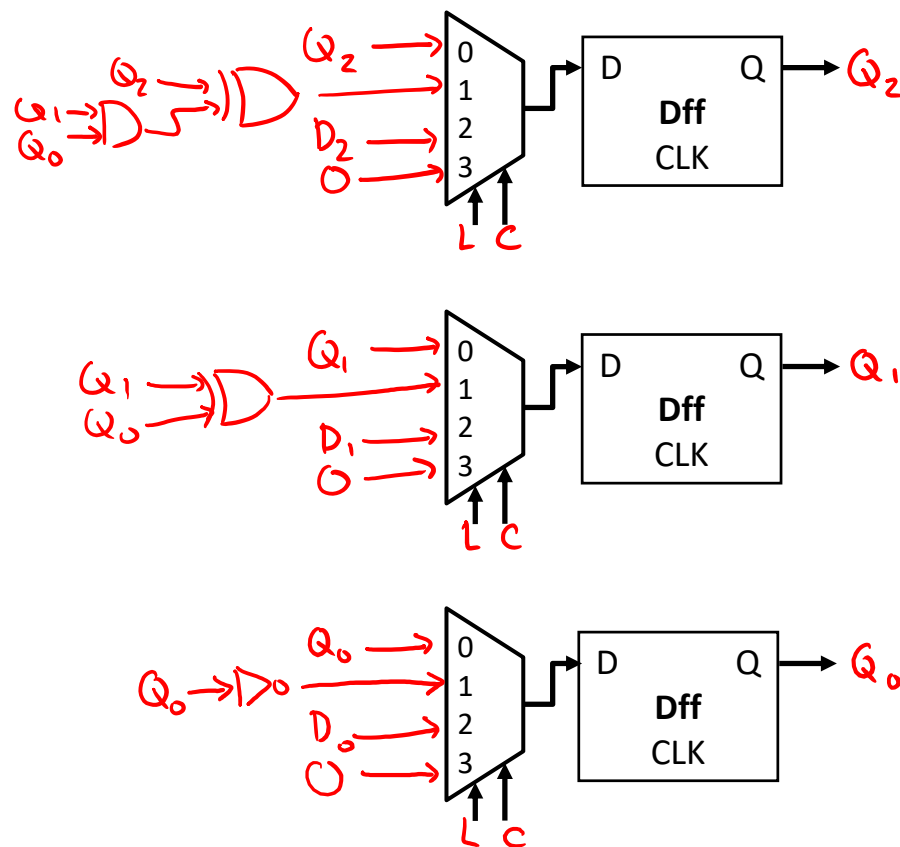 Q2 0 D Q Q2
Q2 1 Dff
Q1 D2 2 CLK
Q0 0 3
L C
Q1 0 D Q Q1
Q1 1 Dff
Q0 D1 2 CLK
0 3
L C
Q0 0 D Q Q0
Q0 1 Dff
D0 2 CLK
0 3
L C